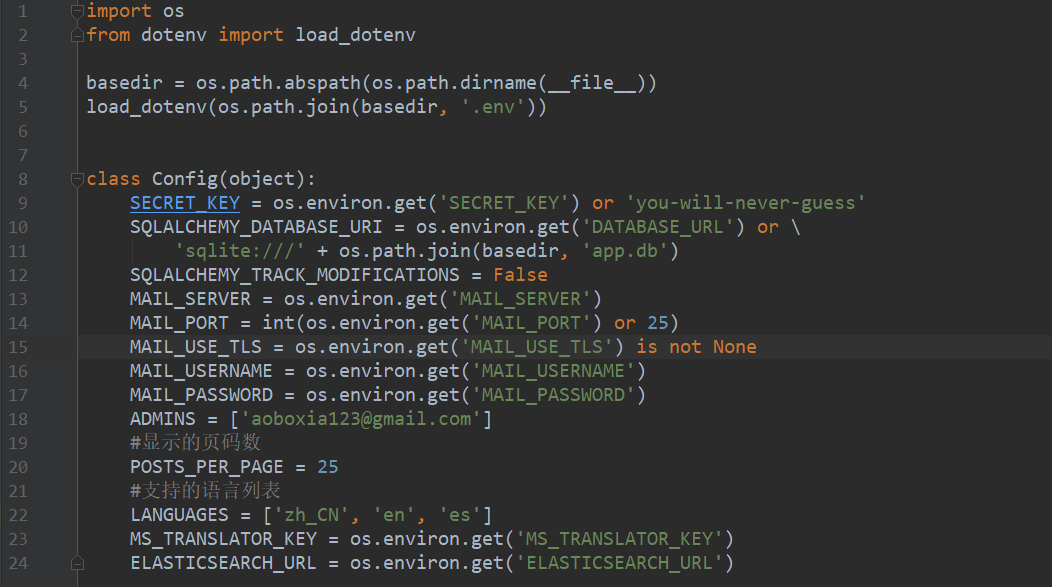 1 import os
2 from dotenv import load_dotenv
3
4 basedir = os.path.abspath(os.path.dirname(__file__))
5 load_dotenv(os.path.join(basedir, '.env'))
6
7
8 class Config(object):
9     SECRET_KEY = os.environ.get('SECRET_KEY') or 'you-will-never-guess'
10     SQLALCHEMY_DATABASE_URI = os.environ.get('DATABASE_URL') or \
11         'sqlite:///' + os.path.join(basedir, 'app.db')
12     SQLALCHEMY_TRACK_MODIFICATIONS = False
13     MAIL_SERVER = os.environ.get('MAIL_SERVER')
14     MAIL_PORT = int(os.environ.get('MAIL_PORT') or 25)
15     MAIL_USE_TLS = os.environ.get('MAIL_USE_TLS') is not None
16     MAIL_USERNAME = os.environ.get('MAIL_USERNAME')
17     MAIL_PASSWORD = os.environ.get('MAIL_PASSWORD')
18     ADMINS = ['aoboxia123@gmail.com']
19     #显示的页码数
20     POSTS_PER_PAGE = 25
21     #支持的语言列表
22     LANGUAGES = ['zh_CN', 'en', 'es']
23     MS_TRANSLATOR_KEY = os.environ.get('MS_TRANSLATOR_KEY')
24     ELASTICSEARCH_URL = os.environ.get('ELASTICSEARCH_URL')